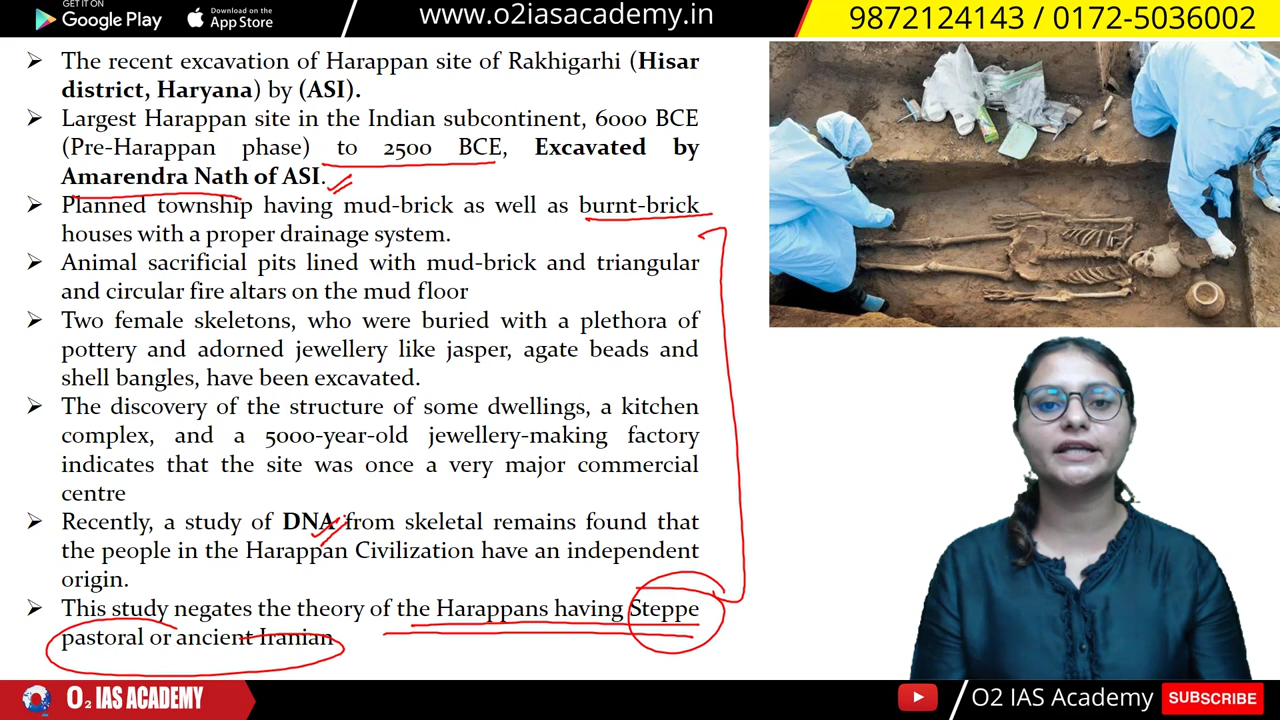 GET IT ON
Google Play
Download on the
App Store
www.o2iasacademy.in
9872124143 / 0172-5036002
➢ The recent excavation of Harappan site of Rakhigarhi (Hisar
district, Haryana) by (ASI).
➢ Largest Harappan site in the Indian subcontinent, 6000 BCE
(Pre-Harappan phase) to 2500 BCE, Excavated by
Amarendra Nath of ASI.
➢ Planned township having mud-brick as well as burnt-brick
houses with a proper drainage system.
➢ Animal sacrificial pits lined with mud-brick and triangular
and circular fire altars on the mud floor
➢ Two female skeletons, who were buried with a plethora of
pottery and adorned jewellery like jasper, agate beads and
shell bangles, have been excavated.
➢ The discovery of the structure of some dwellings, a kitchen
complex, and a 5000-year-old jewellery-making factory
indicates that the site was once a very major commercial
centre
➢ Recently, a study of DNA from skeletal remains found that
the people in the Harappan Civilization have an independent
origin.
➢ This study negates the theory of the Harappans having Steppe
pastoral or ancient Iranian
O₂ IAS ACADEMY
O2 IAS Academy
SUBSCRIBE